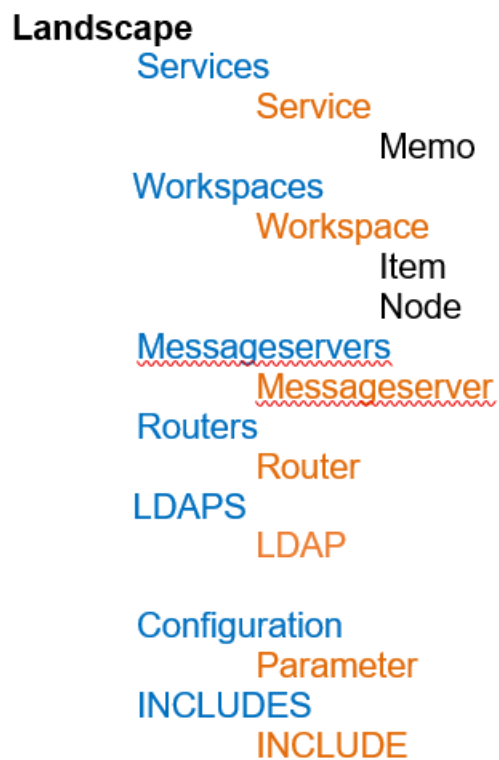 Landscape
Services
Service
Memo
Workspaces
Workspace
Item
Node
Messageservers
Messageserver
Routers
Router
LDAPS
LDAP
Configuration
Parameter
INCLUDES
INCLUDE